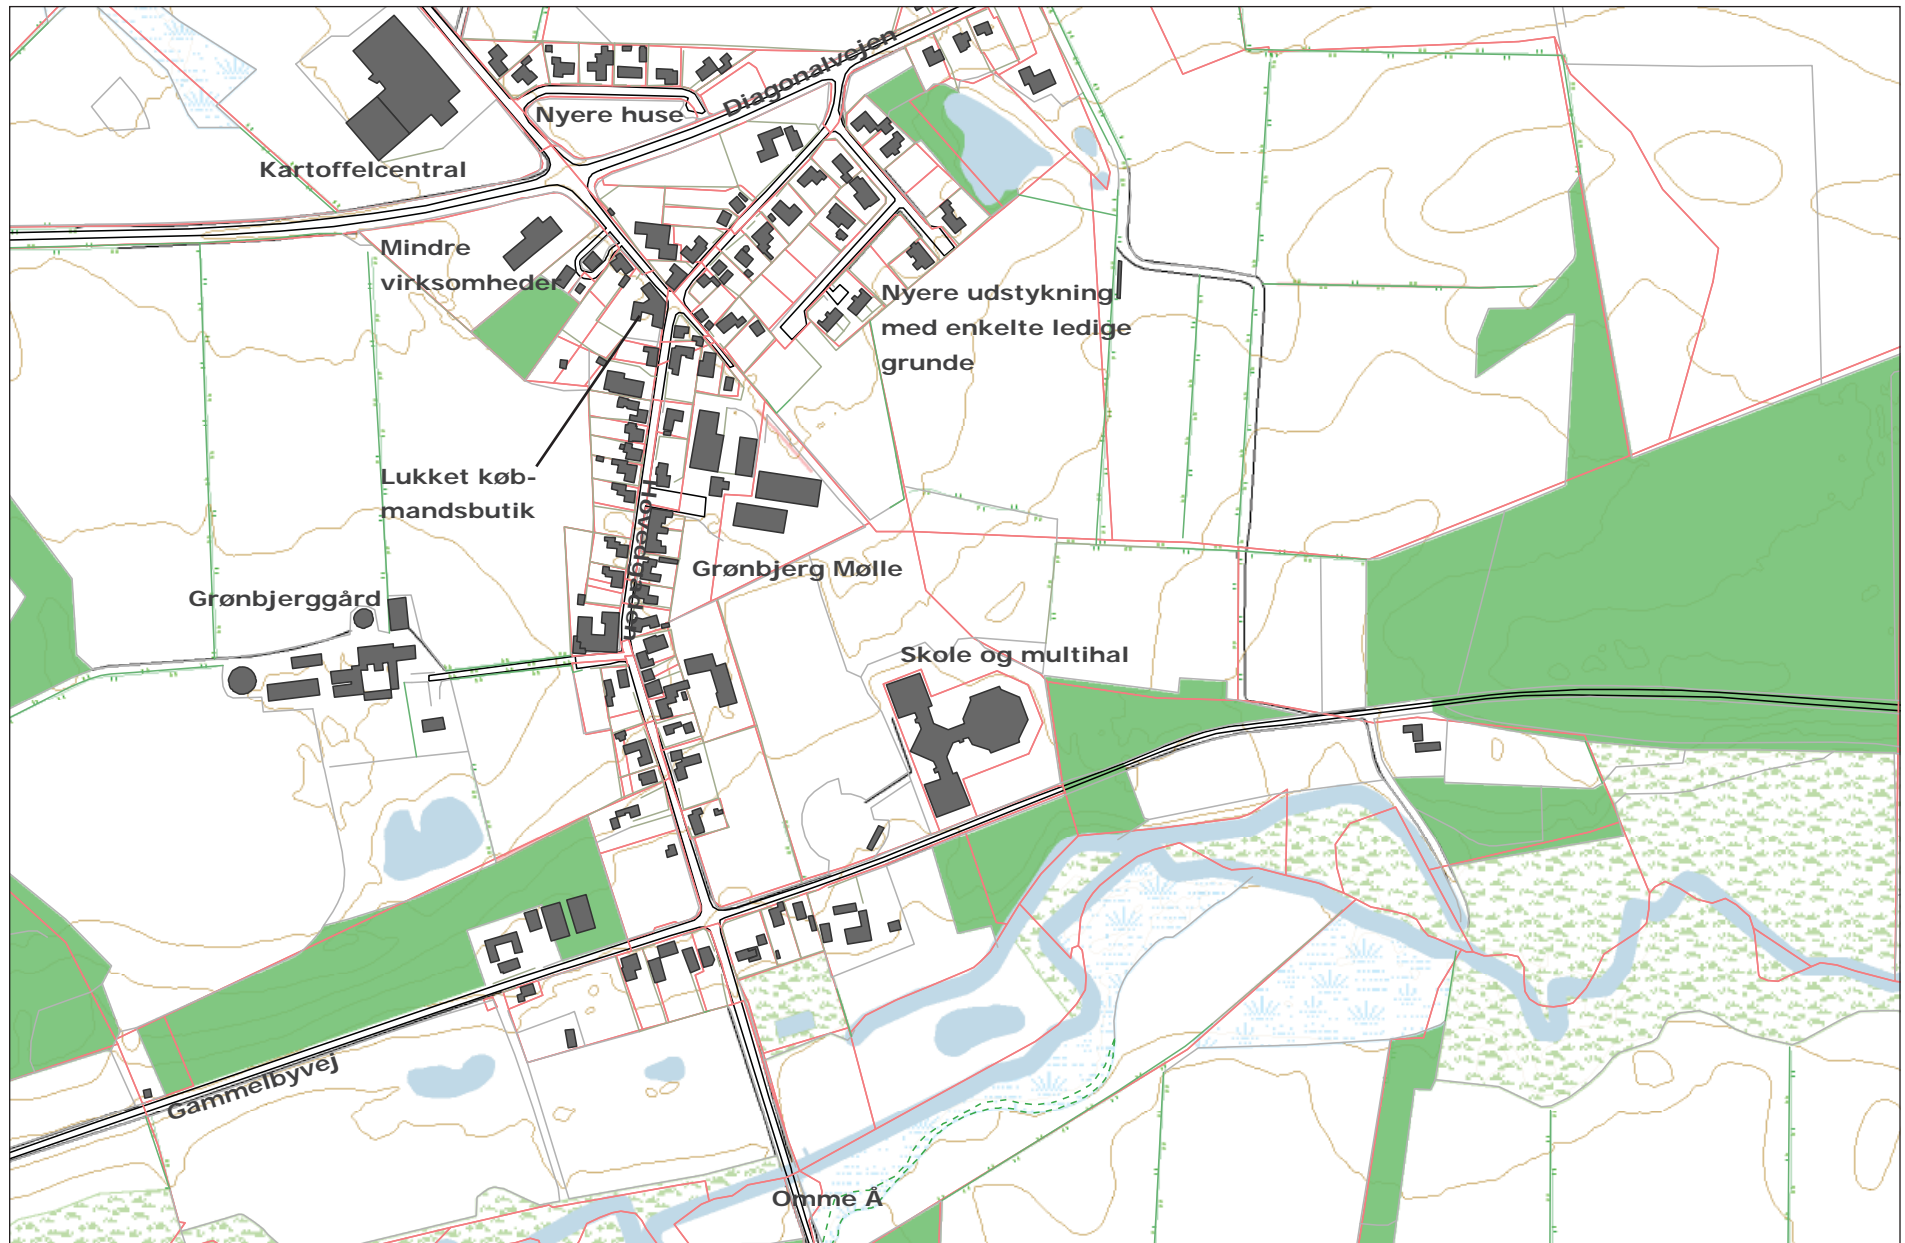 Diagonalvejen
Nyere huse
Kartoffelcentral
Mindre
virksomheder
Nyere udstykning
med enkelte ledige
grunde
Lukket køb-
mandsbutik
Hovedgaden
Grønbjerg Mølle
Grønbjerggård
Skole og multihal
Gammelbyvej
Omme Å